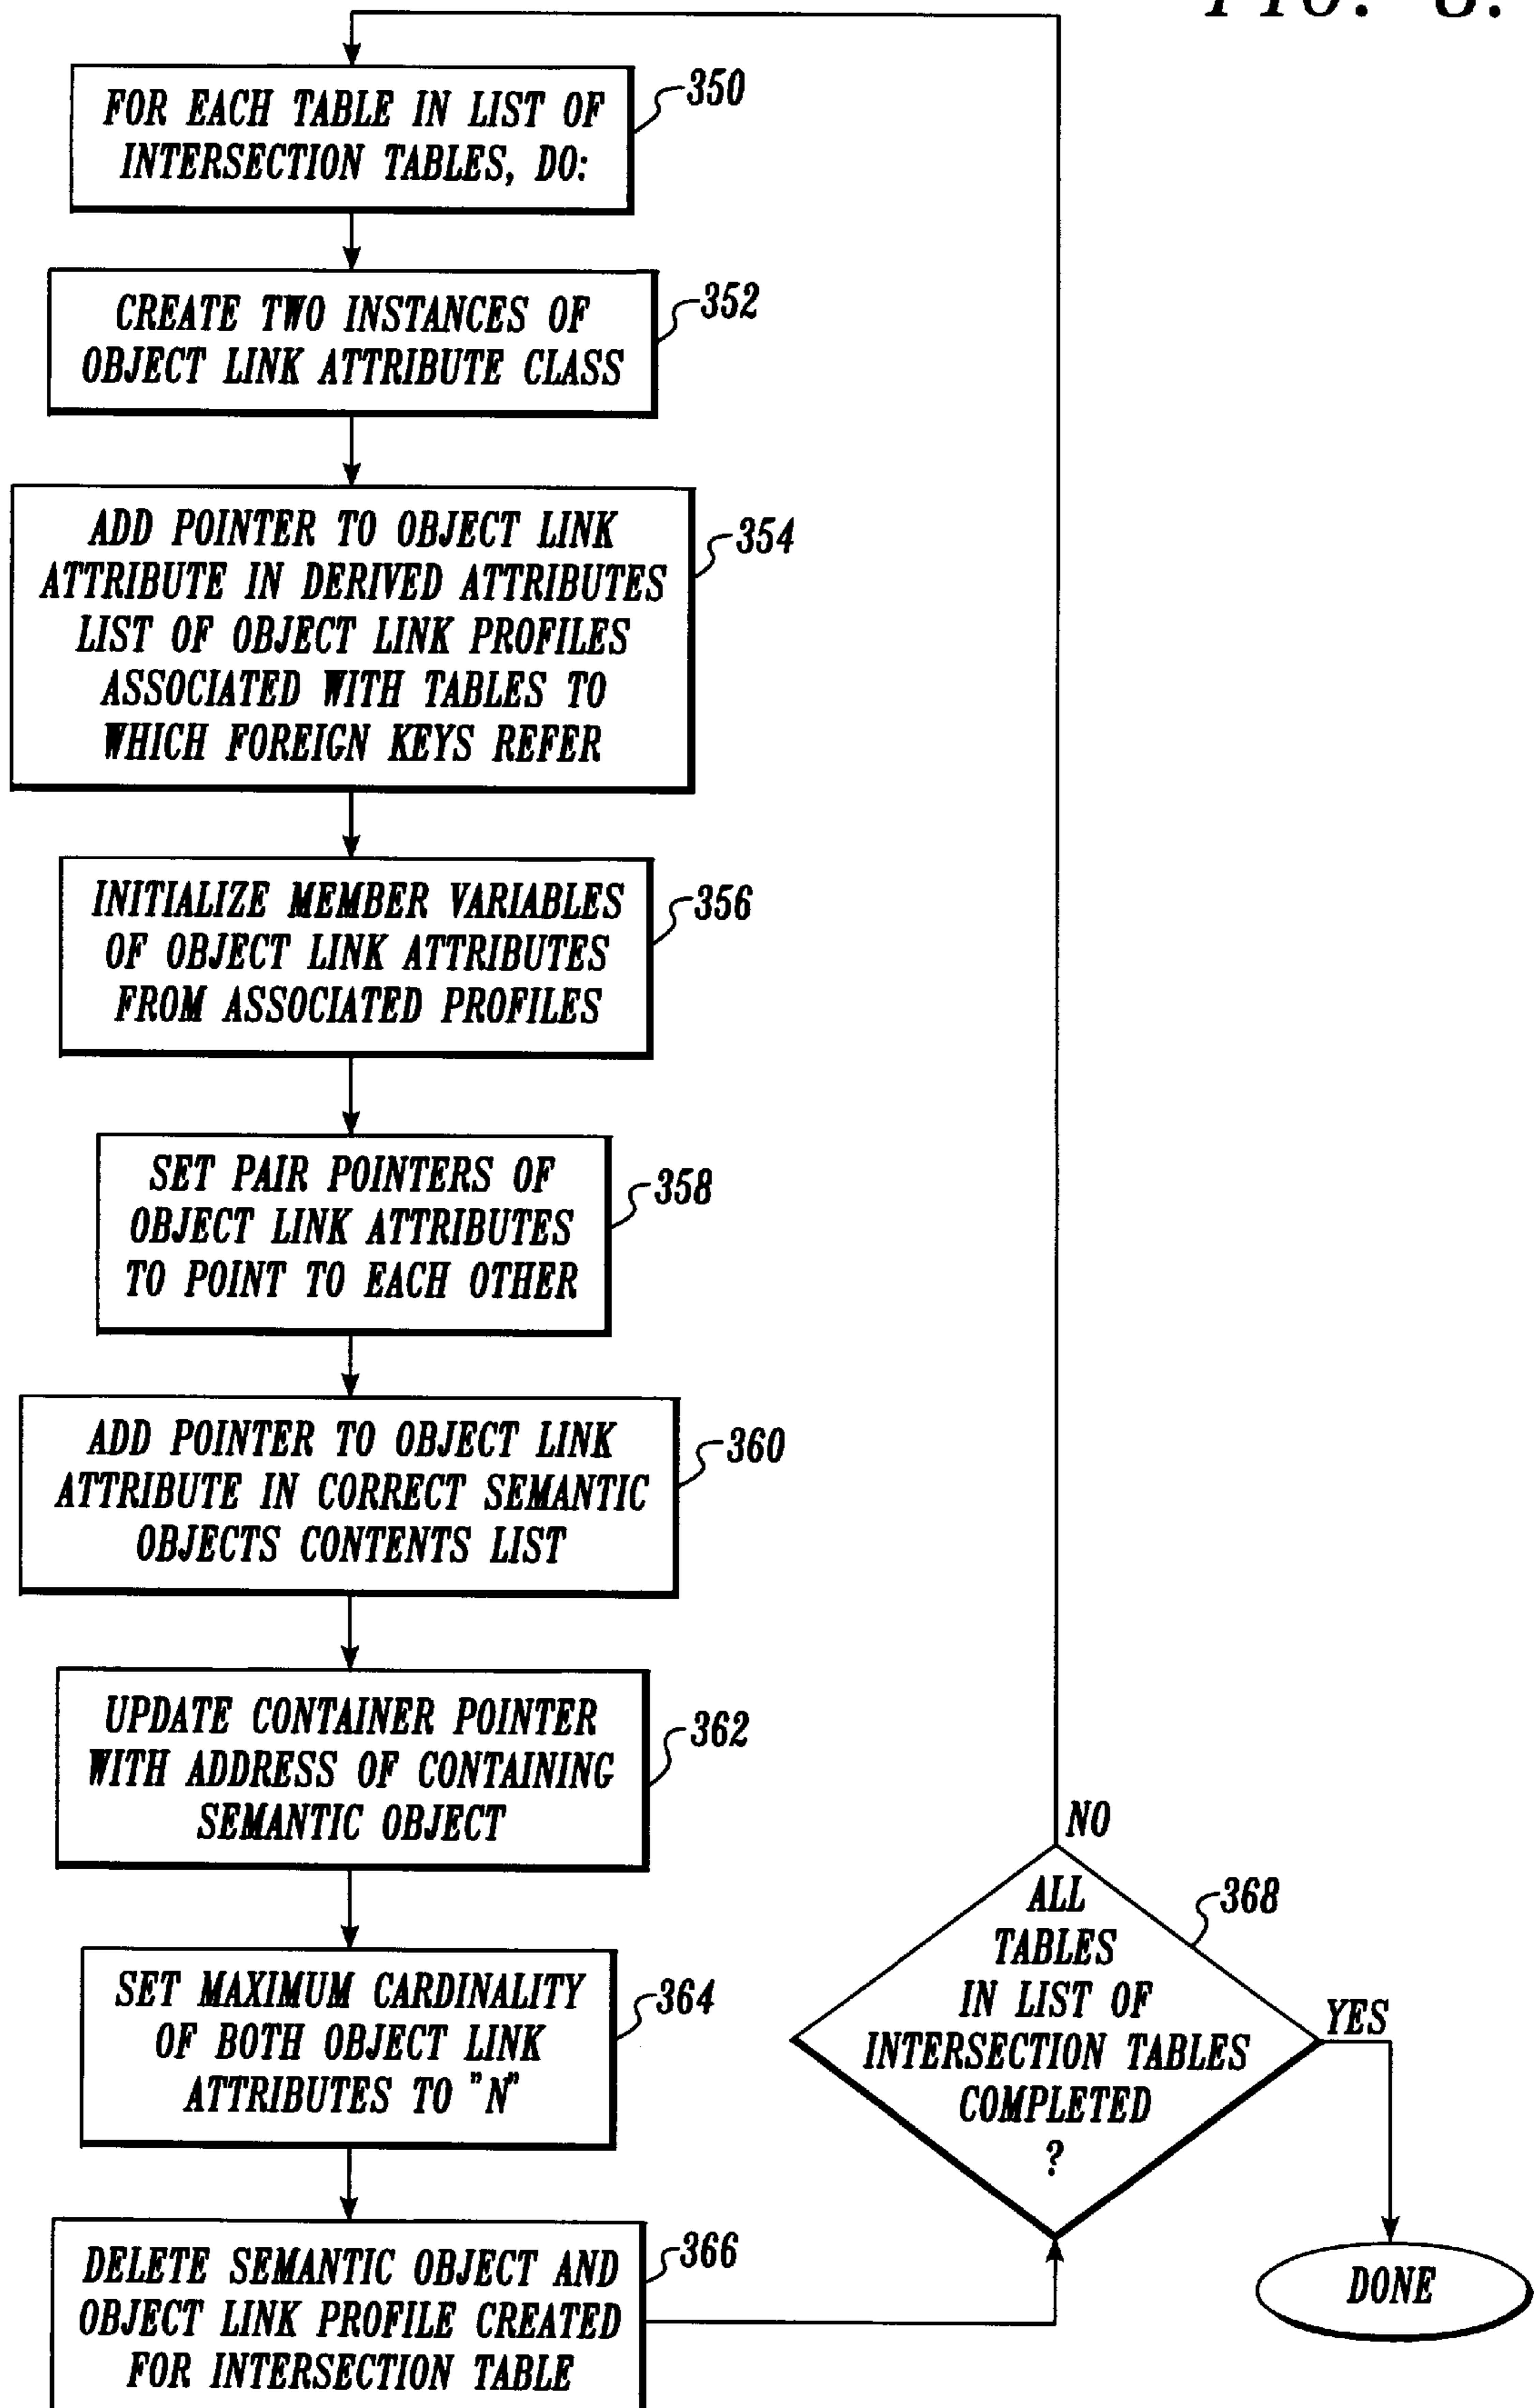 FIG. 8.
FOR EACH TABLE IN LIST OF
INTERSECTION TABLES, DO:
350
CREATE TWO INSTANCES OF
OBJECT LINK ATTRIBUTE CLASS
352
ADD POINTER TO OBJECT LINK
ATTRIBUTE IN DERIVED ATTRIBUTES
LIST OF OBJECT LINK PROFILES
ASSOCIATED WITH TABLES TO
WHICH FOREIGN KEYS REFER
354
INITIALIZE MEMBER VARIABLES
OF OBJECT LINK ATTRIBUTES
FROM ASSOCIATED PROFILES
356
SET PAIR POINTERS OF
OBJECT LINK ATTRIBUTES
TO POINT TO EACH OTHER
358
ADD POINTER TO OBJECT LINK
ATTRIBUTE IN CORRECT SEMANTIC
OBJECTS CONTENTS LIST
360
UPDATE CONTAINER POINTER
WITH ADDRESS OF CONTAINING
SEMANTIC OBJECT
362
SET MAXIMUM CARDINALITY
OF BOTH OBJECT LINK
ATTRIBUTES TO "N"
364
DELETE SEMANTIC OBJECT AND
OBJECT LINK PROFILE CREATED
FOR INTERSECTION TABLE
366
NO
ALL
TABLES
IN LIST OF
INTERSECTION TABLES
COMPLETED
?
368
YES
DONE